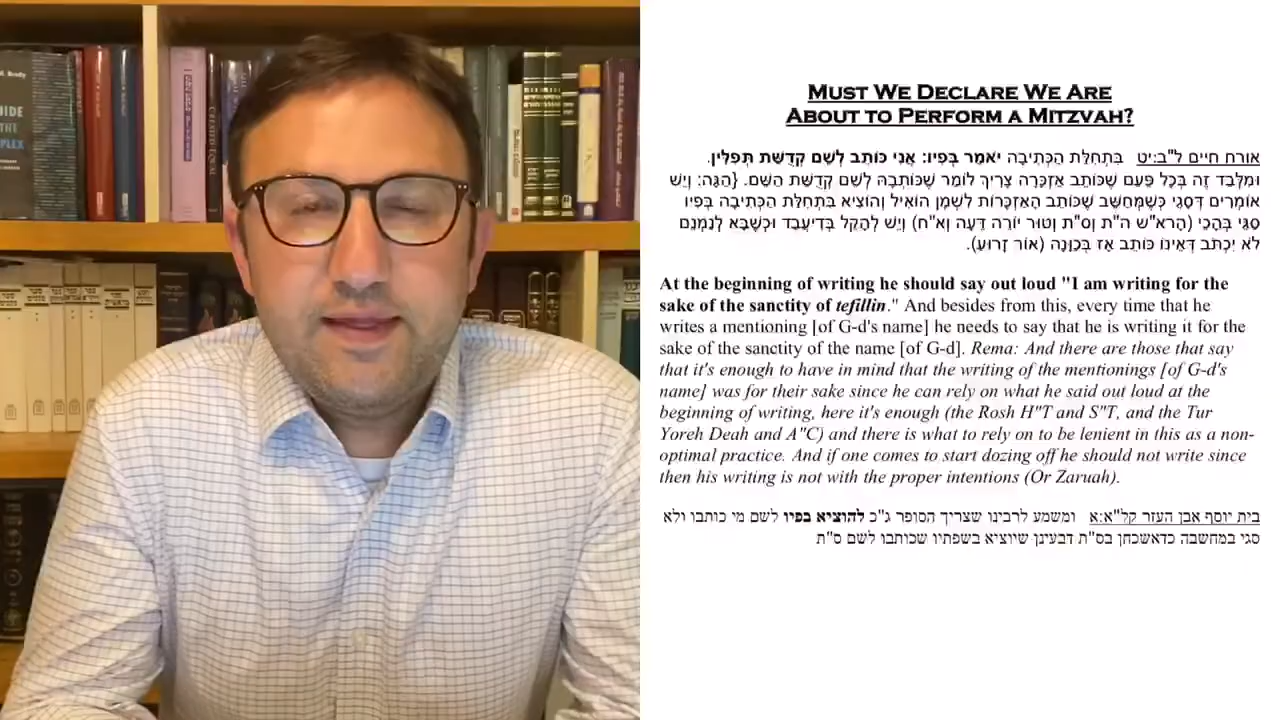 M. Brody
IDE
THE
PLEX
CREATED EQUAL
MUST WE DECLARE WE ARE
ABOUT TO PERFORM A MITZVAH?
אורח חיים ל"ב:יט בִּתְחִלַּת הַכְּתִיבָה יֹאמַר בְּפִיו: אֲנִי כּוֹתֵב לְשֵׁם קְדֻשַּׁת תְּפִלִּין.
וּמִלְּבַד זֶה בְּכָל פַּעַם שֶׁכּוֹתֵב אַזְכָּרָה צָרִיךְ לוֹמַר שֶׁכּוֹתְבָהּ לְשֵׁם קְדֻשַּׁת הַשֵּׁם. {הַגָּה: וְיֵשׁ
אוֹמְרִים דְּסַגִּי כְּשֶׁמְּחַשֵּׁב שֶׁכּוֹתֵב הָאַזְכָּרוֹת לִשְׁמָן הוֹאִיל וְהוֹצִיא בִּתְחִלַּת הַכְּתִיבָה בְּפִיו
סַגִּי בְּהָכִי (הָרא"ש ה"ת וְס"ת וְטוּר יוֹרֶה דֵּעָה וְא"ח) וְיֵשׁ לְהָקֵל בְּדִיעֲבַד וּכְשֶׁבָּא לְנַמְנֵם
לֹא יִכְתֹּב דְּאֵינוֹ כּוֹתֵב אָז בְּכַוָּנָה (אוֹר זָרוּעַ).
At the beginning of writing he should say out loud "I am writing for the
sake of the sanctity of tefillin." And besides from this, every time that he
writes a mentioning [of G-d's name] he needs to say that he is writing it for the
sake of the sanctity of the name [of G-d]. Rema: And there are those that say
that it's enough to have in mind that the writing of the mentionings [of G-d's
name] was for their sake since he can rely on what he said out loud at the
beginning of writing, here it's enough (the Rosh H"T and S"T, and the Tur
Yoreh Deah and A"C) and there is what to rely on to be lenient in this as a non-
optimal practice. And if one comes to start dozing off he should not write since
then his writing is not with the proper intentions (Or Zaruah).
בית יוסף אבן העזר קל"א:א ומשמע לרבינו שצריך הסופר ג"כ להוציא בפיו לשם מי כותבו ולא
סגי במחשבה כדאשכחן בס"ת דבעינן שיוציא בשפתיו שכותבו לשם ס"ת